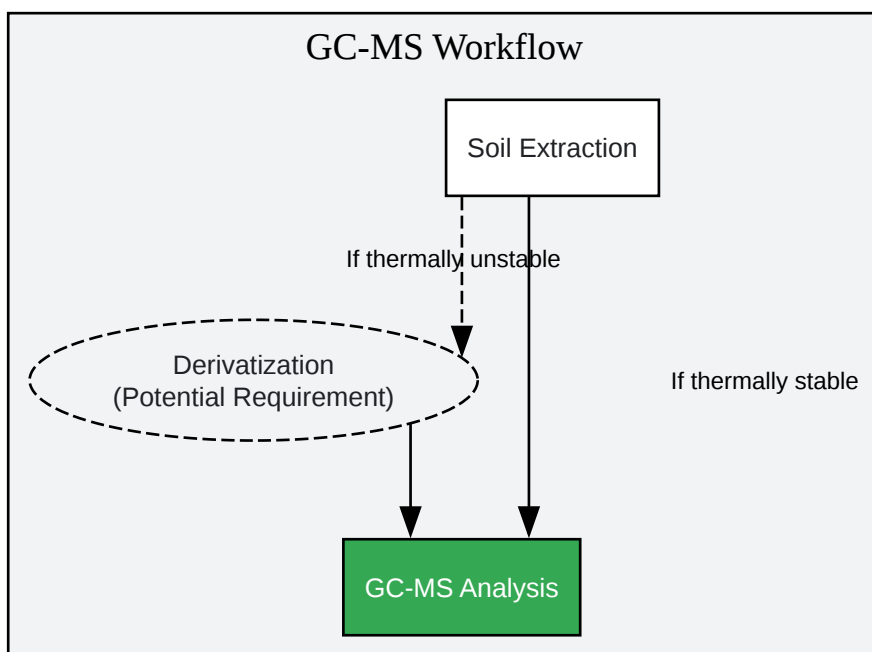 GC-MS Workflow
Soil Extraction
If thermally unstable
Derivatization
(Potential Requirement)
If thermally stable
GC-MS Analysis